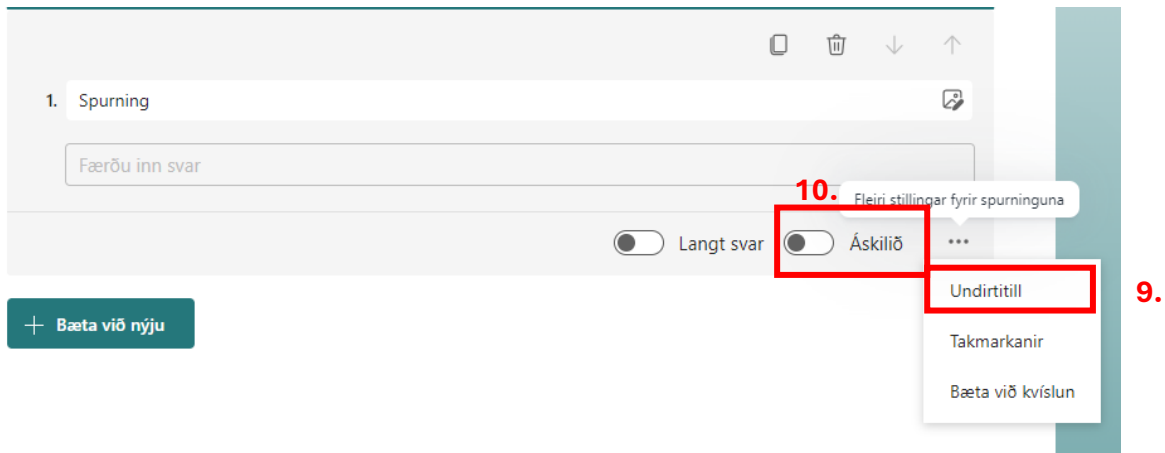 1. Spurning
Færðu inn svar
10.
Fleiri stillingar fyrir spurninguna
Langt svar
Áskilið
Undirtitill
9.
Takmarkanir
Bæta við kvíslun
+ Bæta við nýju